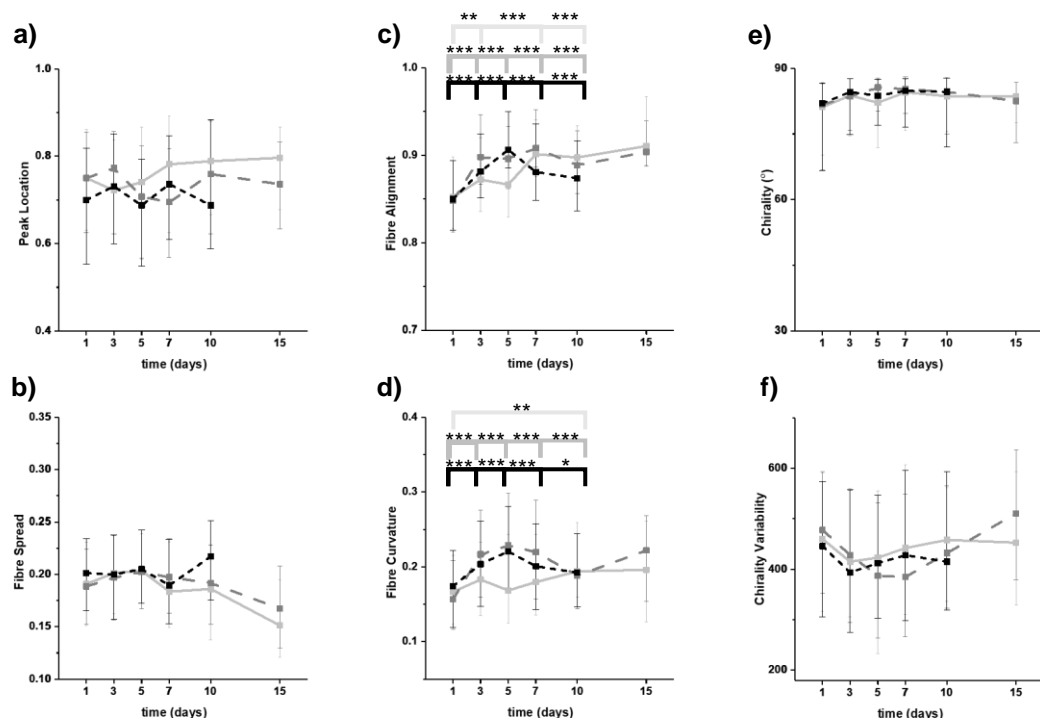 a)
1.0
0.8
0.6
0.4
Peak Location
1 3 5 7 10 15
time (days)
b)
0.35
0.30
0.25
0.20
0.15
0.10
Fibre Spread
1 3 5 7 10 15
time (days)
c)
** *** ***
*** *** *** ***
*** *** *** ***
1.0
0.9
0.8
0.7
Fibre Alignment
1 3 5 7 10 15
time (days)
d)
**
*** *** *** ***
*** *** *** *
0.4
0.3
0.2
0.1
Fibre Curvature
1 3 5 7 10 15
time (days)
e)
90
60
30
Chirality (°)
1 3 5 7 10 15
time (days)
f)
600
400
200
Chirality Variability
1 3 5 7 10 15
time (days)